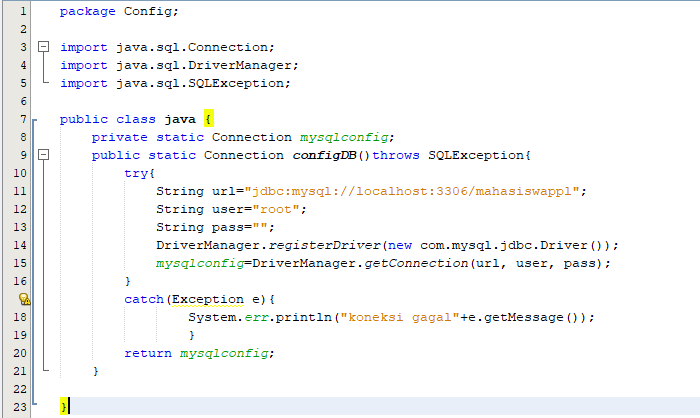 1 package Config;
2
3 import java.sql.Connection;
4 import java.sql.DriverManager;
5 import java.sql.SQLException;
6
7 public class java {
8 private static Connection mysqlconfig;
9 public static Connection configDB()throws SQLException{
10 try{
11 String url="jdbc:mysql://localhost:3306/mahasiswappl";
12 String user="root";
13 String pass="";
14 DriverManager.registerDriver(new com.mysql.jdbc.Driver());
15 mysqlconfig=DriverManager.getConnection(url, user, pass);
16 }
catch(Exception e){
18 System.err.println("koneksi gagal"+e.getMessage());
19 }
20 return mysqlconfig;
21 }
22
23 }